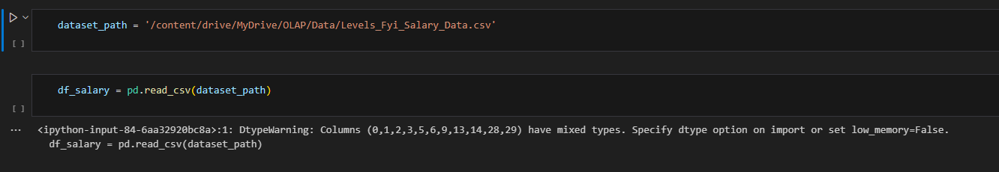 dataset_path = '/content/drive/MyDrive/OLAP/Data/Levels_Fyi_Salary_Data.csv'
[ ]
df_salary = pd.read_csv(dataset_path)
[ ]
... <ipython-input-84-6aa32920bc8a>:1: DtypeWarning: Columns (0,1,2,3,5,6,9,13,14,28,29) have mixed types. Specify dtype option on import or set low_memory=False.
df_salary = pd.read_csv(dataset_path)